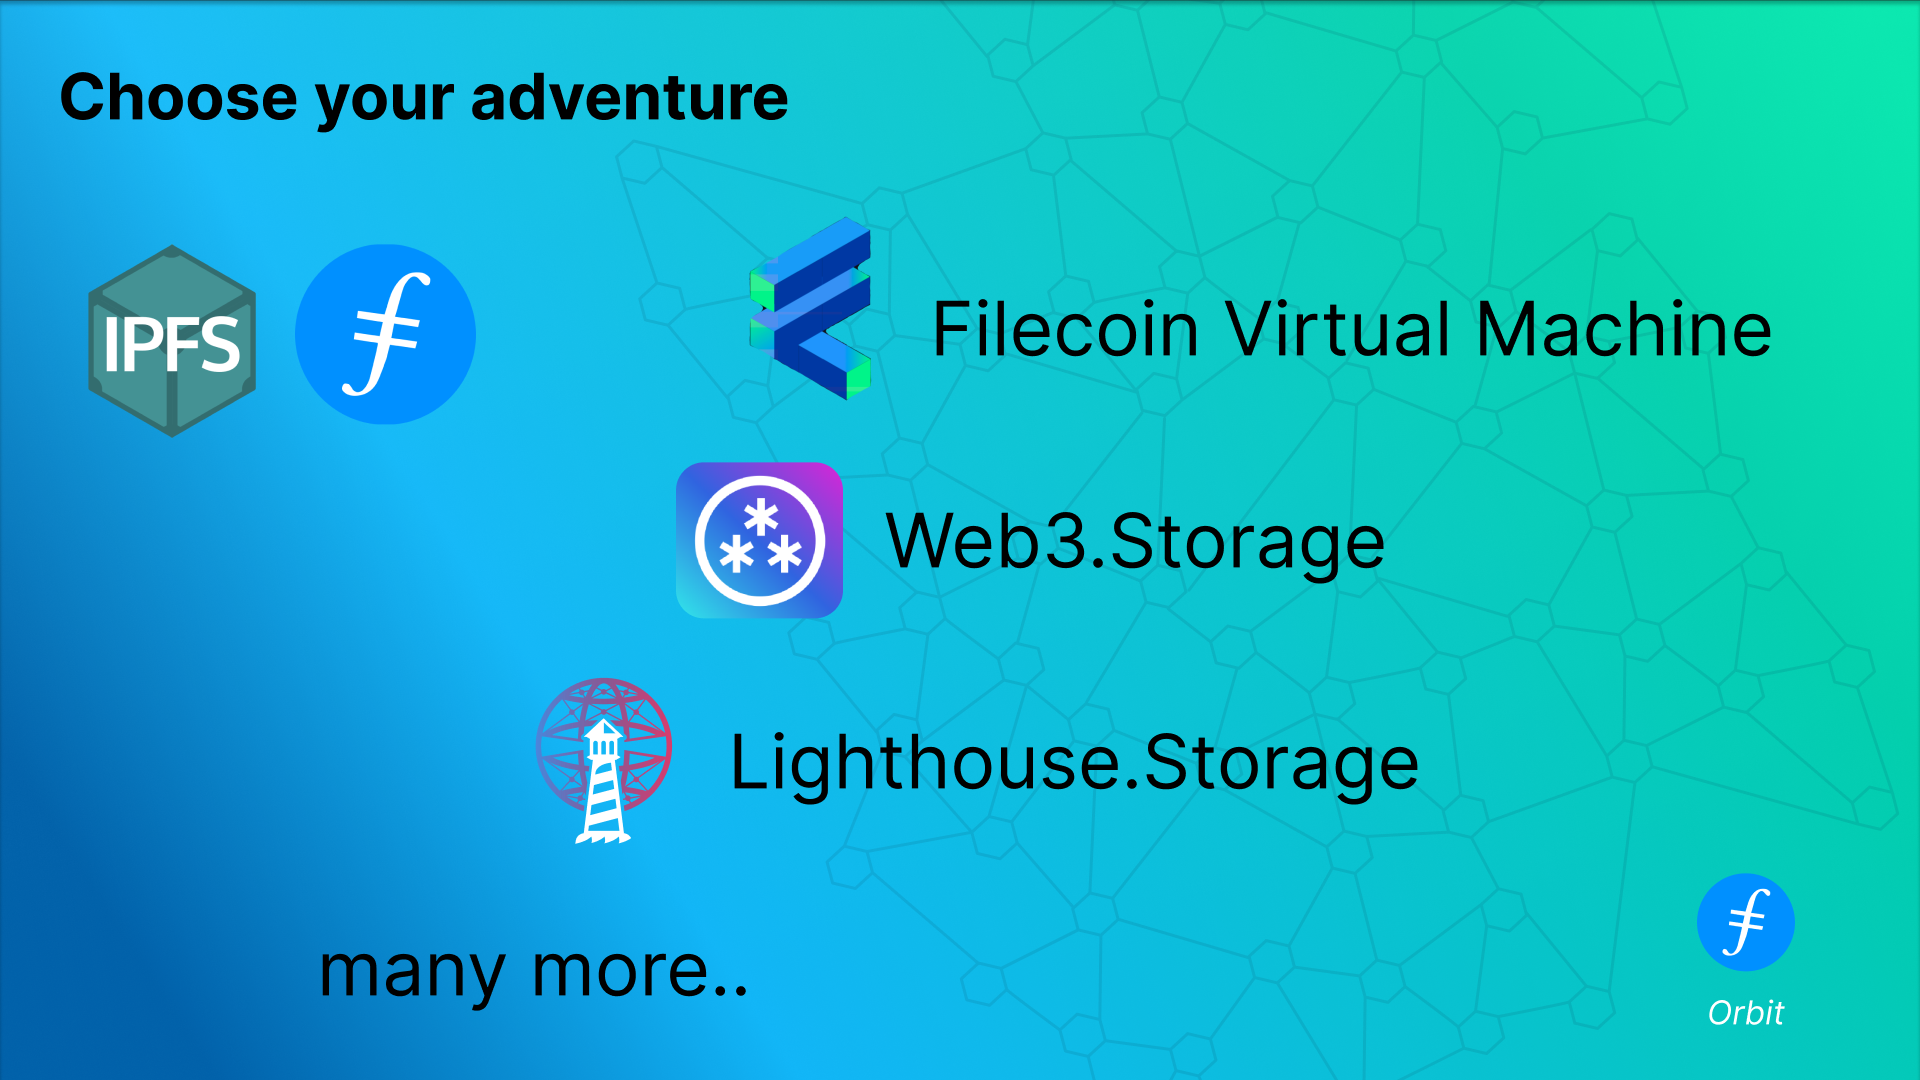 Choose your adventure
IPFS
Filecoin Virtual Machine
Web3.Storage
Lighthouse.Storage
many more..
Orbit